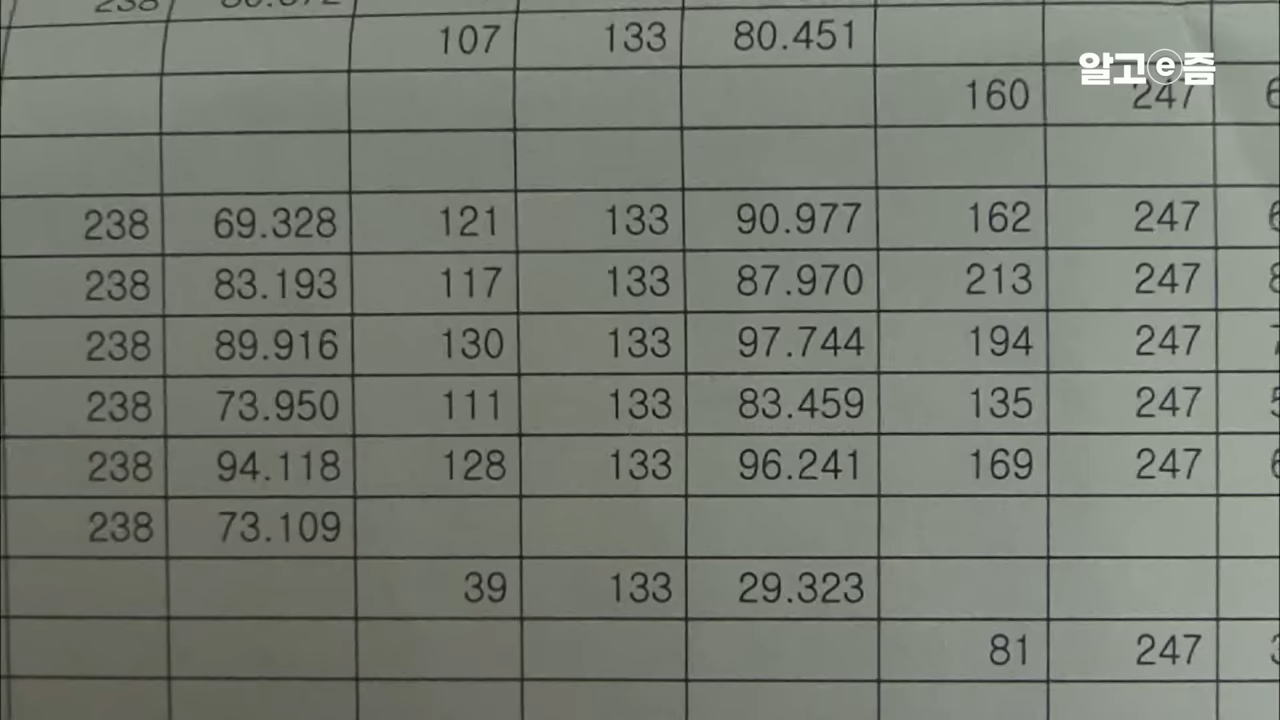 107 133 80.451
알고e즘
160 247
238 69.328 121 133 90.977 162 247
238 83.193 117 133 87.970 213 247
238 89.916 130 133 97.744 194 247
238 73.950 111 133 83.459 135 247
238 94.118 128 133 96.241 169 247
238 73.109
39 133 29.323
81 247